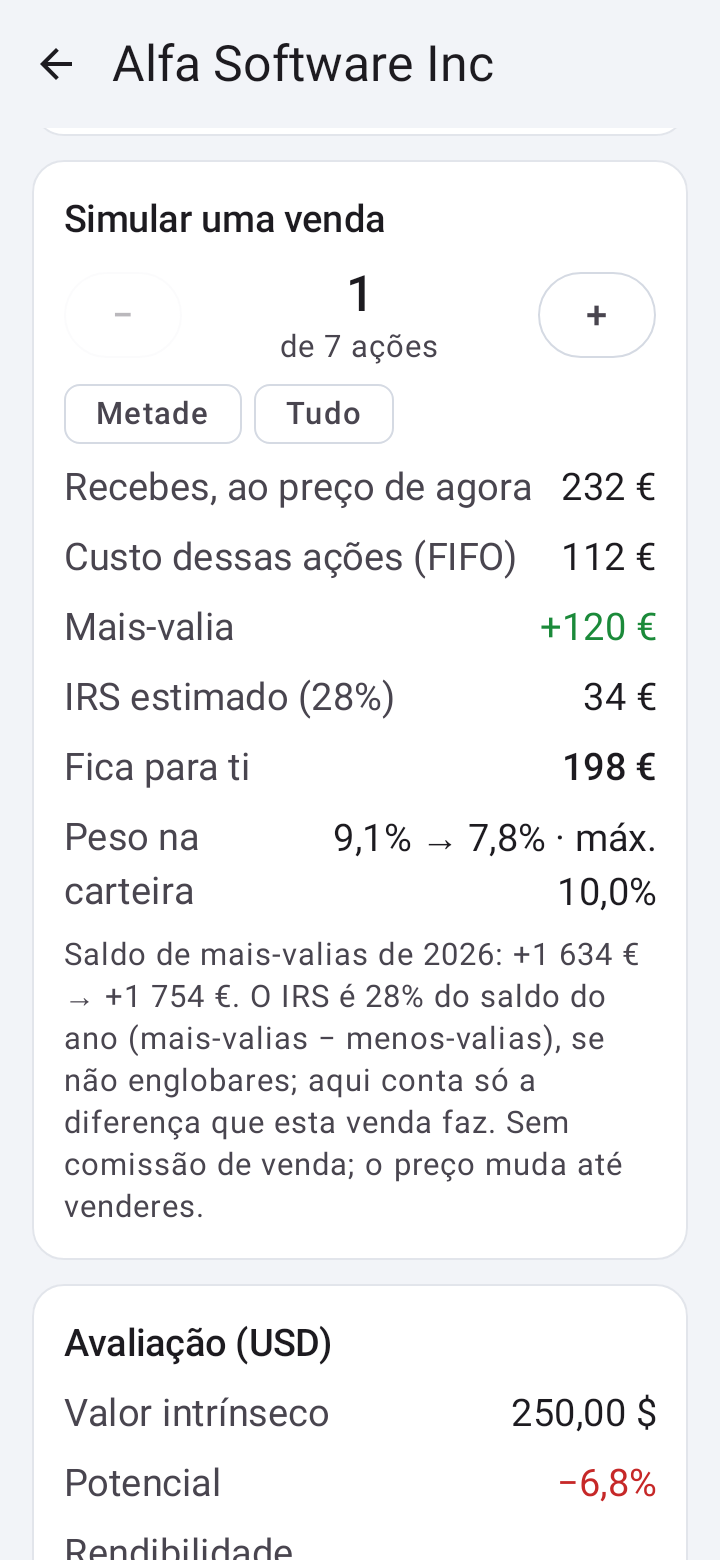 Alfa Software Inc
Simular uma venda
−
1
+
de 7 ações
Metade
Tudo
Recebes, ao preço de agora 232 €
Custo dessas ações (FIFO) 112 €
Mais-valia +120 €
IRS estimado (28%) 34 €
Fica para ti 198 €
Peso na 9,1% → 7,8% · máx.
carteira 10,0%
Saldo de mais-valias de 2026: +1 634 €
→ +1 754 €. O IRS é 28% do saldo do
ano (mais-valias − menos-valias), se
não englobares; aqui conta só a
diferença que esta venda faz. Sem
comissão de venda; o preço muda até
venderes.
Avaliação (USD)
Valor intrínseco 250,00 $
Potencial −6,8%
Rendibilidade